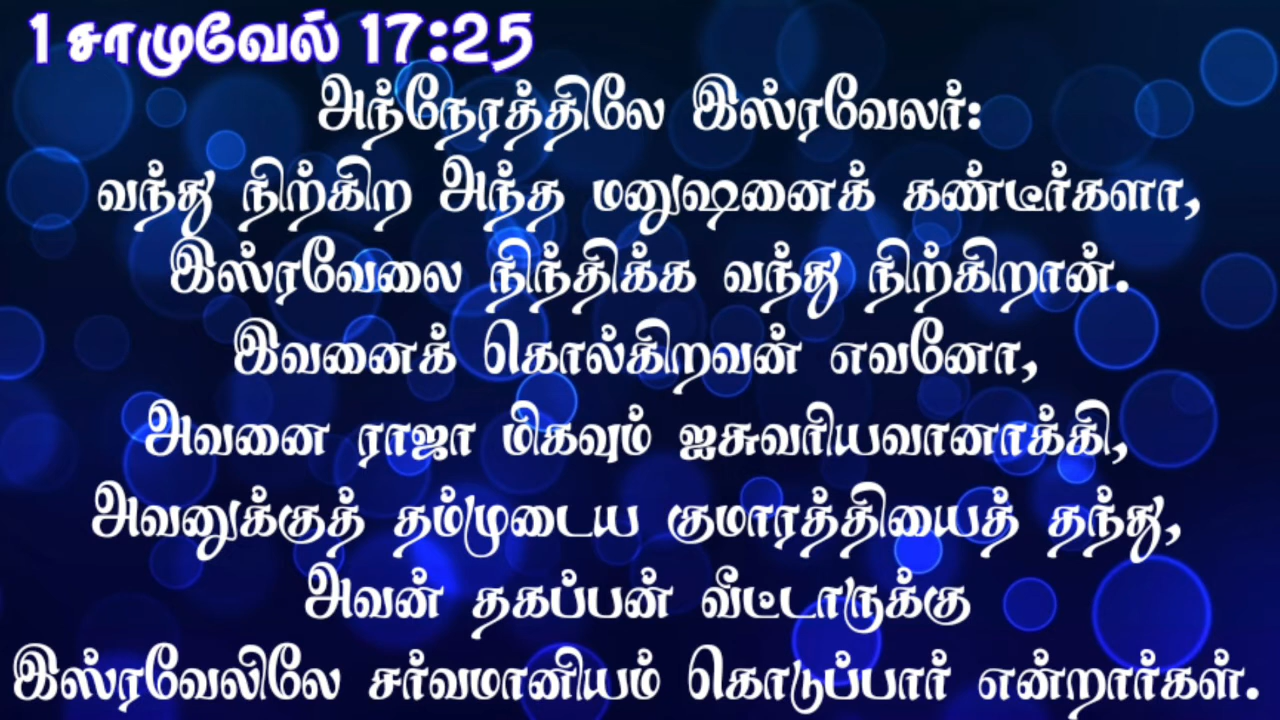 1 சாமுவேல் 17:25
அந்நேரத்திலே இஸ்ரவேலர்:
வந்து நிற்கிற அந்த மனுஷனைக் கண்டீர்களா,
இஸ்ரவேலை நிந்திக்க வந்து நிற்கிறான்.
இவனைக் கொல்கிறவன் எவனோ,
அவனை ராஜா மிகவும் ஐசுவரியவானாக்கி,
அவனுக்குத் தம்முடைய குமாரத்தியைத் தந்து,
அவன் தகப்பன் வீட்டாருக்கு
இஸ்ரவேலிலே சர்வமானியம் கொடுப்பார் என்றார்கள்.